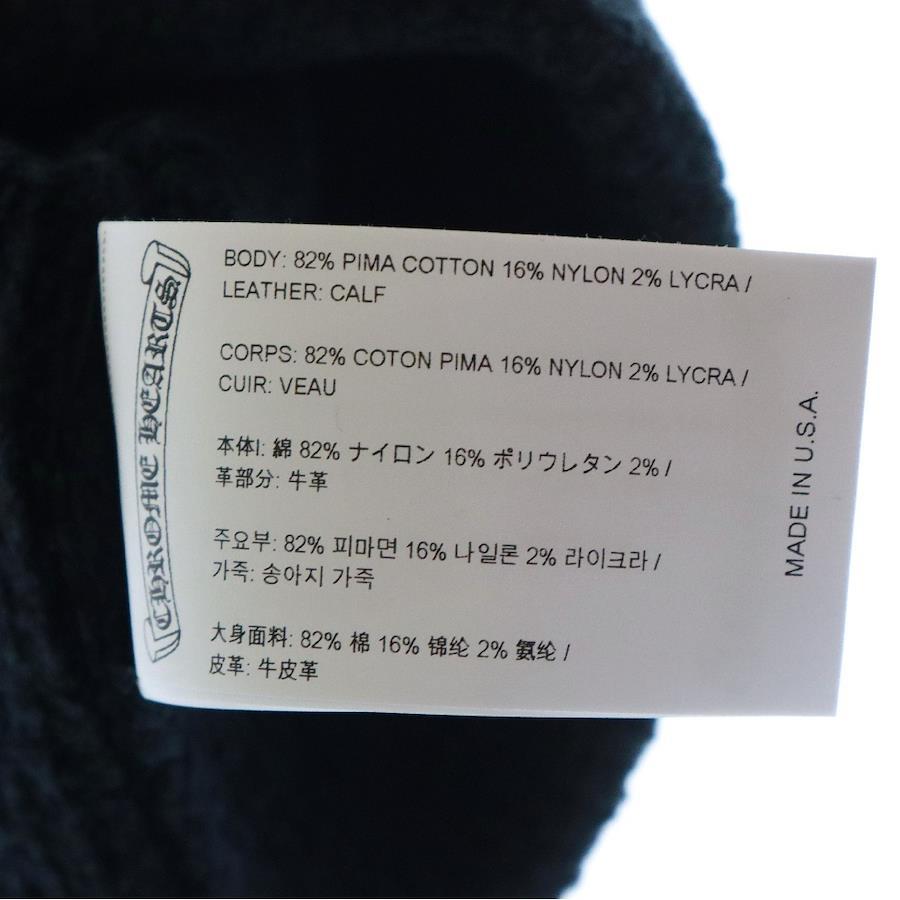 CHROME HEARTS
BODY: 82% PIMA COTTON 16% NYLON 2% LYCRA /
LEATHER: CALF
CORPS: 82% COTON PIMA 16% NYLON 2% LYCRA /
CUIR: VEAU
本体I: 綿 82% ナイロン 16% ポリウレタン 2% /
革部分: 牛革
주요부: 82% 피마면 16% 나일론 2% 라이크라 /
가죽: 송아지 가죽
大身面料: 82% 棉 16% 锦纶 2% 氨纶 /
皮革: 牛皮革
MADE IN U.S.A.